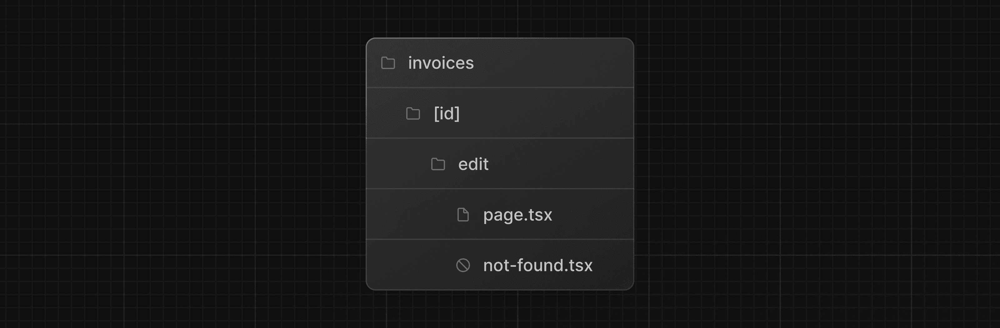 invoices
[id]
edit
page.tsx
not-found.tsx